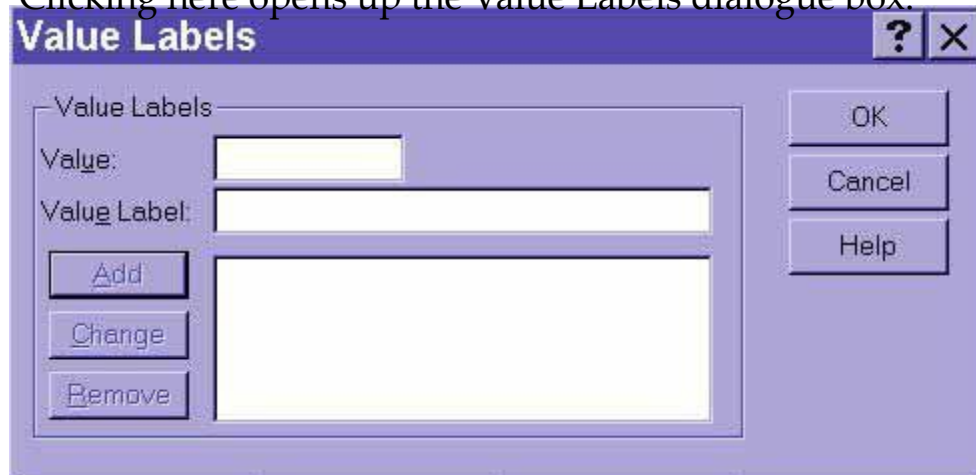 Clicking here opens up the Value Labels dialogue box.
Value Labels ? ×
Value Labels
Value:
Value Label:
Add
Change
Remove
OK
Cancel
Help